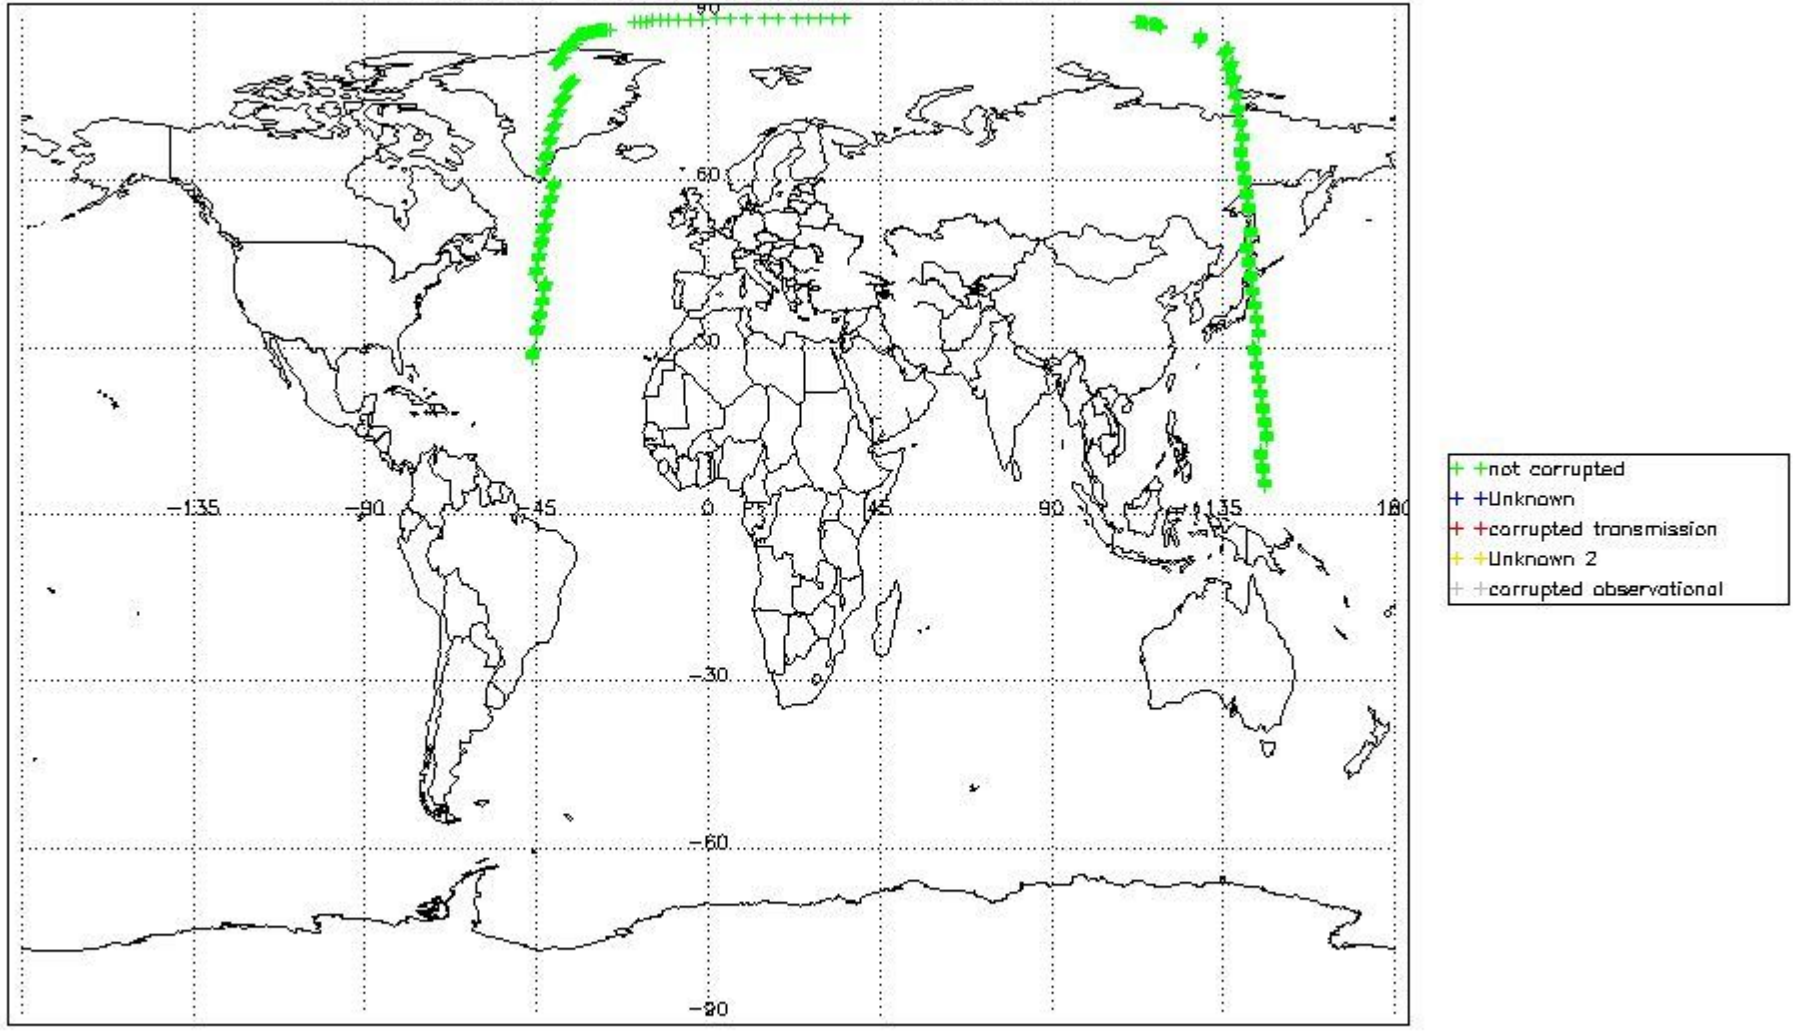 90
60
30
-135
-90
-45
0
45
90
135
180
-30
-60
-90
not corrupted
Unknown
corrupted transmission
Unknown 2
corrupted observational